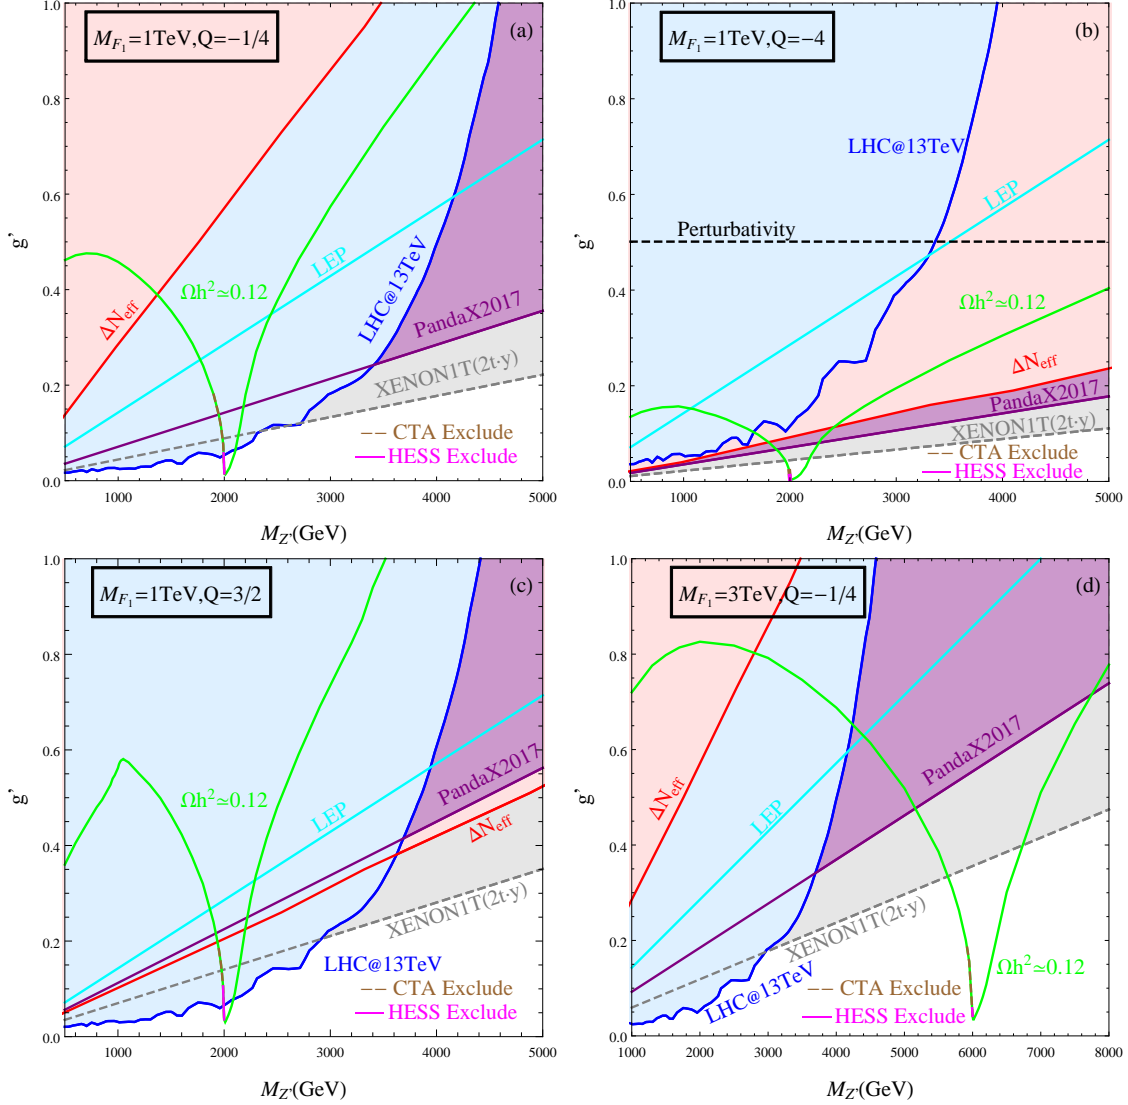 (a)
M_{F_1}=1TeV,Q=−1/4
ΔN_eff
Ωh²≃0.12
LEP
LHC@13TeV
PandaX2017
XENON1T(2t·y)
CTA Exclude
HESS Exclude
g'
0.0
0.2
0.4
0.6
0.8
1.0
1000
2000
3000
4000
5000
M_{Z'}(GeV)
(b)
M_{F_1}=1TeV,Q=−4
LHC@13TeV
LEP
Perturbativity
Ωh²≃0.12
ΔN_eff
PandaX2017
XENON1T(2t·y)
CTA Exclude
HESS Exclude
g'
0.0
0.2
0.4
0.6
0.8
1.0
1000
2000
3000
4000
5000
M_{Z'}(GeV)
(c)
M_{F_1}=1TeV,Q=3/2
Ωh²≃0.12
LEP
PandaX2017
ΔN_eff
XENON1T(2t·y)
LHC@13TeV
CTA Exclude
HESS Exclude
g'
0.0
0.2
0.4
0.6
0.8
1.0
1000
2000
3000
4000
5000
M_{Z'}(GeV)
(d)
M_{F_1}=3TeV,Q=−1/4
ΔN_eff
LEP
PandaX2017
XENON1T(2t·y)
LHC@13TeV
Ωh²≃0.12
CTA Exclude
HESS Exclude
g'
0.0
0.2
0.4
0.6
0.8
1.0
1000
2000
3000
4000
5000
6000
7000
8000
M_{Z'}(GeV)